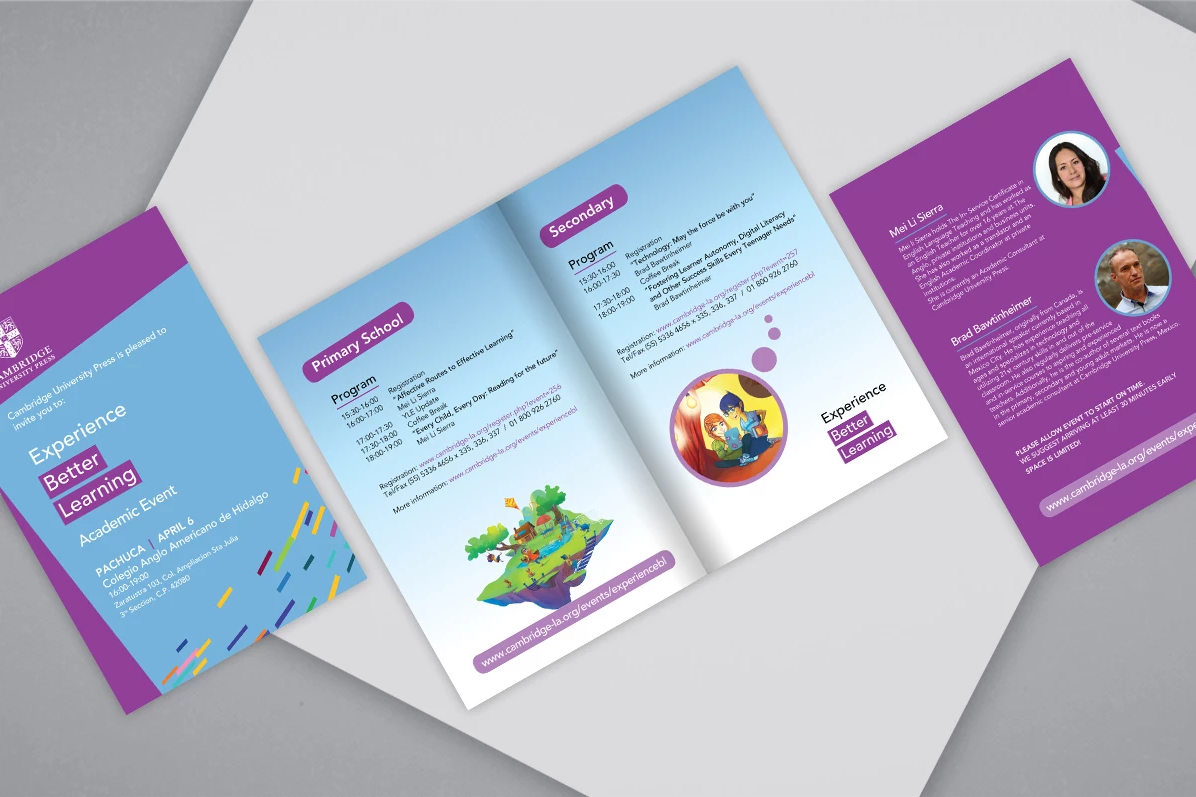 CAMBRIDGE
UNIVERSITY PRESS
Cambridge University Press is pleased to
invite you to:
Experience
Better
Learning
Academic Event
PACHUCA | APRIL 6
Colegio Anglo Americano de Hidalgo
16:00-19:00
Zaratustra 103, Col. Ampliacion Sta Julia
3ª Sección, C.P. 42080
Primary School
Program
15:30-16:00 Registration
16:00-17:00 "Affective Routes to Effective Learning"
Mei Li Sierra
17:00-17:30 YLE Update
17:30-18:00 Coffee Break
18:00-19:00 "Every Child, Every Day: Reading for the future"
Mei Li Sierra
Registration: www.cambridge-la.org/register.php?event=256
Tel/Fax (55) 5336 4656 x 335, 336, 337 / 01 800 926 2760
More information: www.cambridge-la.org/events/experiencebl
www.cambridge-la.org/events/experiencebl
Secondary
Program
15:30-16:00 Registration
16:00-17:30 "Technology: May the force be with you"
Brad Bawtinheimer
17:30-18:00 Coffee Break
18:00-19:00 "Fostering Learner Autonomy, Digital Literacy
and Other Success Skills Every Teenager Needs"
Brad Bawtinheimer
Registration: www.cambridge-la.org/register.php?event=257
Tel/Fax (55) 5336 4656 x 335, 336, 337 / 01 800 926 2760
More information: www.cambridge-la.org/events/experiencebl
Experience
Better
Learning
Mei Li Sierra
Mei li Sierra holds The In- Service Certificate in
English Language Teaching and has worked as
an English Teacher for over 16 years at The
Anglo, private institutions and business units.
She has also worked as a translator and an
English Academic Coordinator at private
institutions.
She is currently an Academic Consultant at
Cambridge University Press.
Brad Bawtinheimer
Brad Bawtinheimer, originally from Canada, is
an international speaker currently based in
Mexico City. He has experience teaching all
ages and specializes in technology and
utilizing smart skills in and out of the
classroom. He also regularly delivers pre-service
and in-service courses to aspiring and experienced
teachers. Additionally, he is the author of several text books
in the primary, secondary and young adult markets, and is now a
senior academic consultant of Cambridge University Press, Mexico.
PLEASE ALLOW EVENT TO START ON TIME.
WE SUGGEST ARRIVING AT LEAST 30 MINUTES EARLY
SPACE IS LIMITED!
www.cambridge-la.org/events/expe